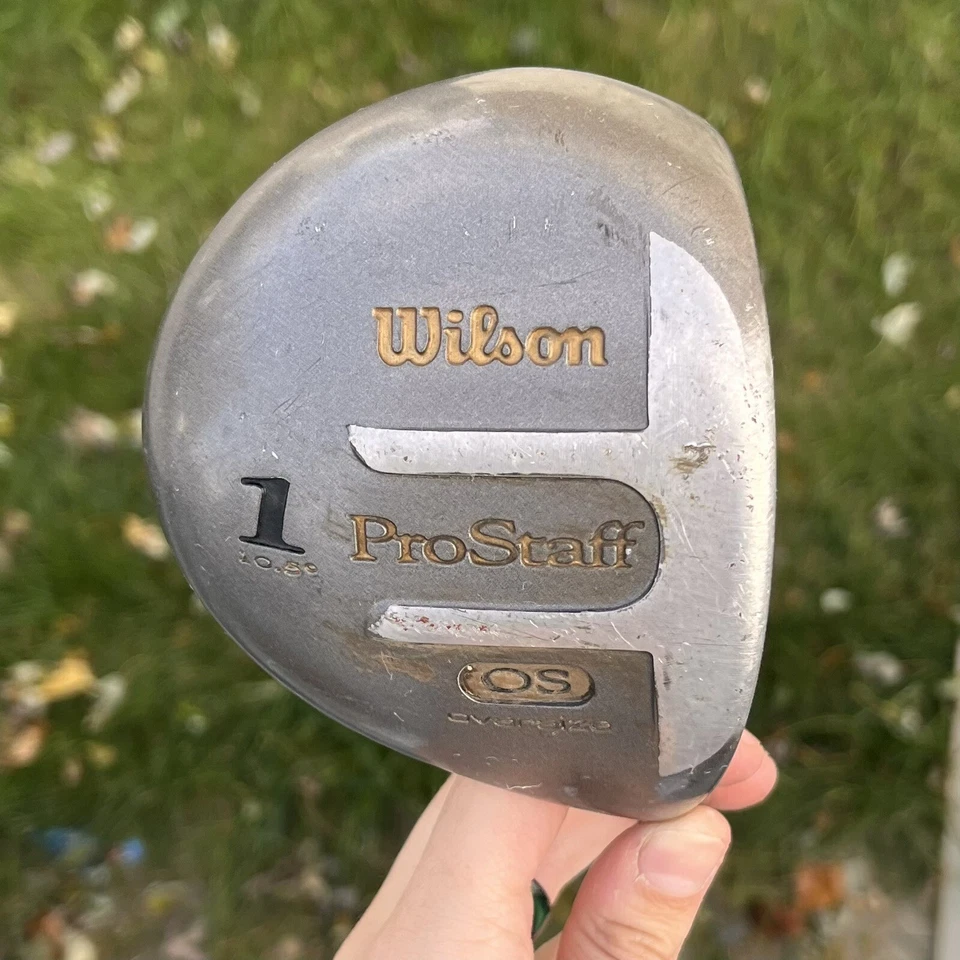 Wilson
1
10.5°
ProStaff
OS
oversize